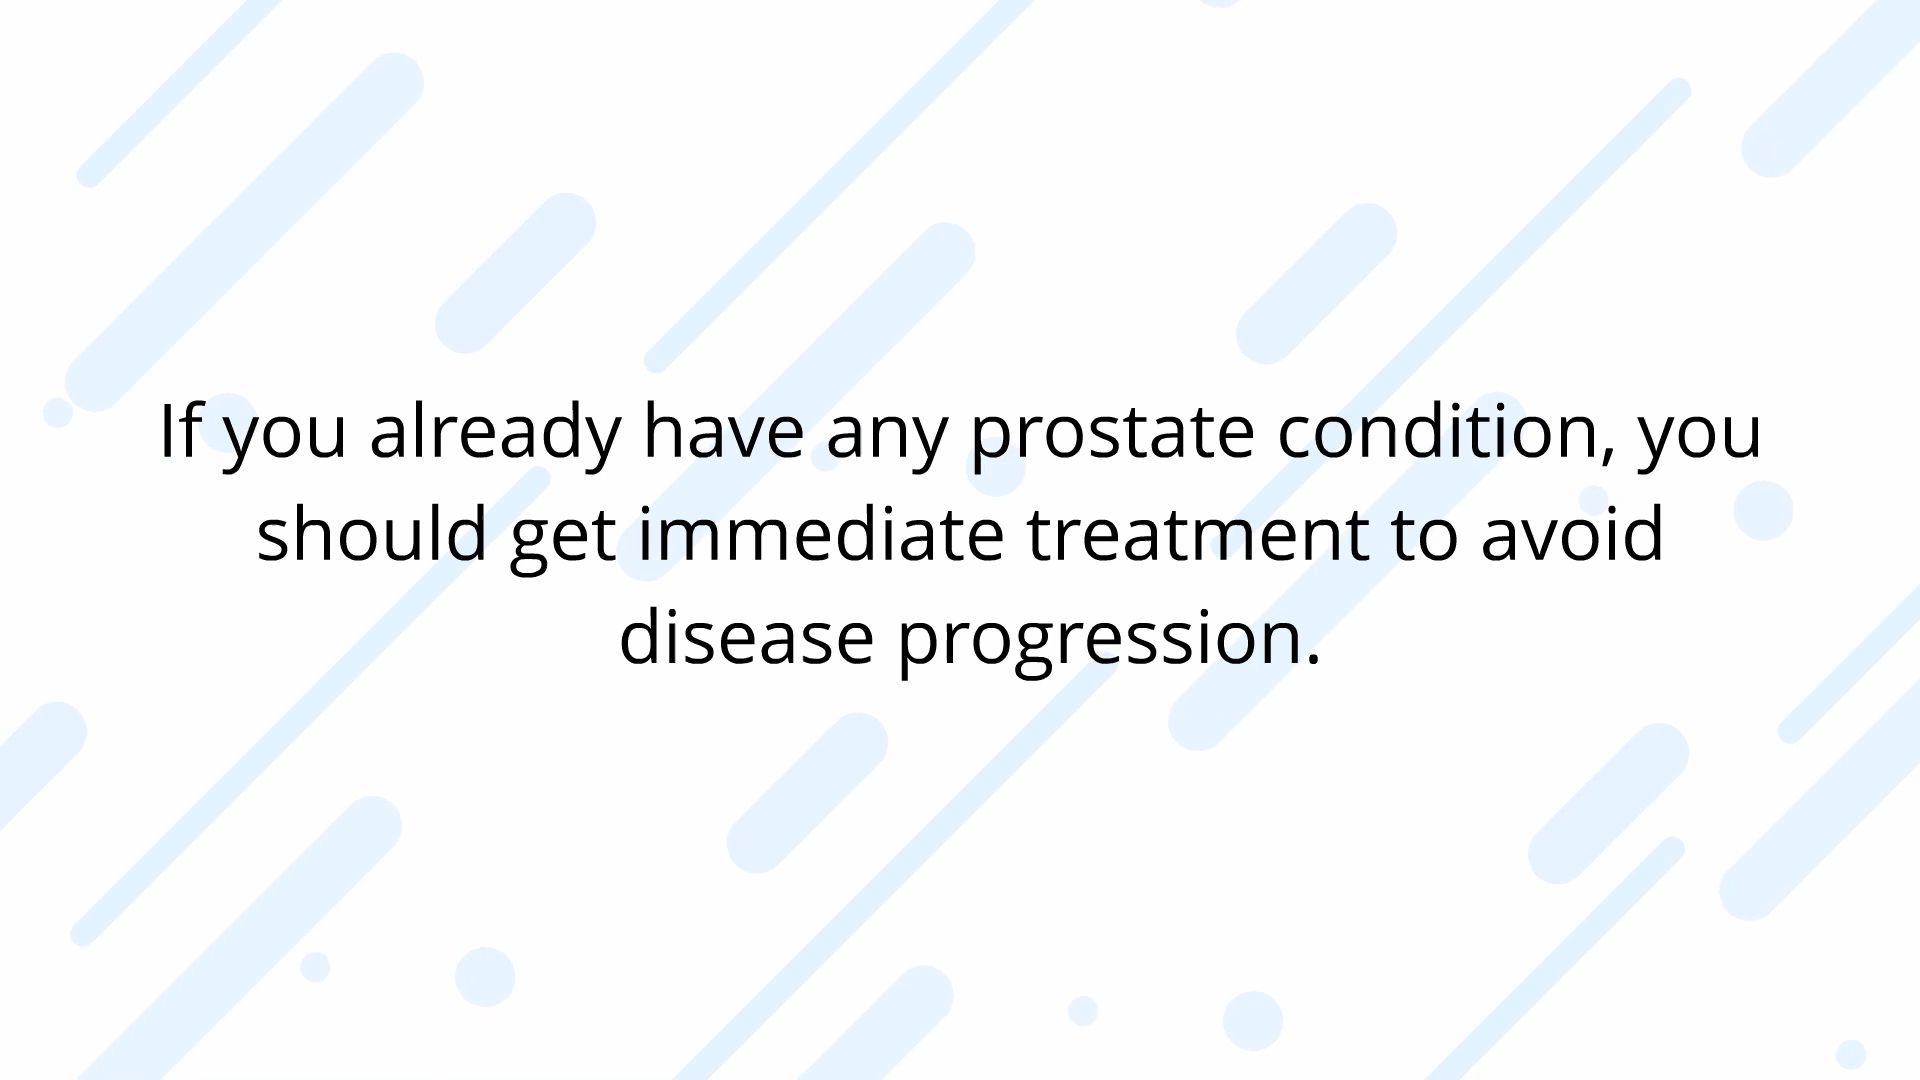 If you already have any prostate condition, you
should get immediate treatment to avoid
disease progression.